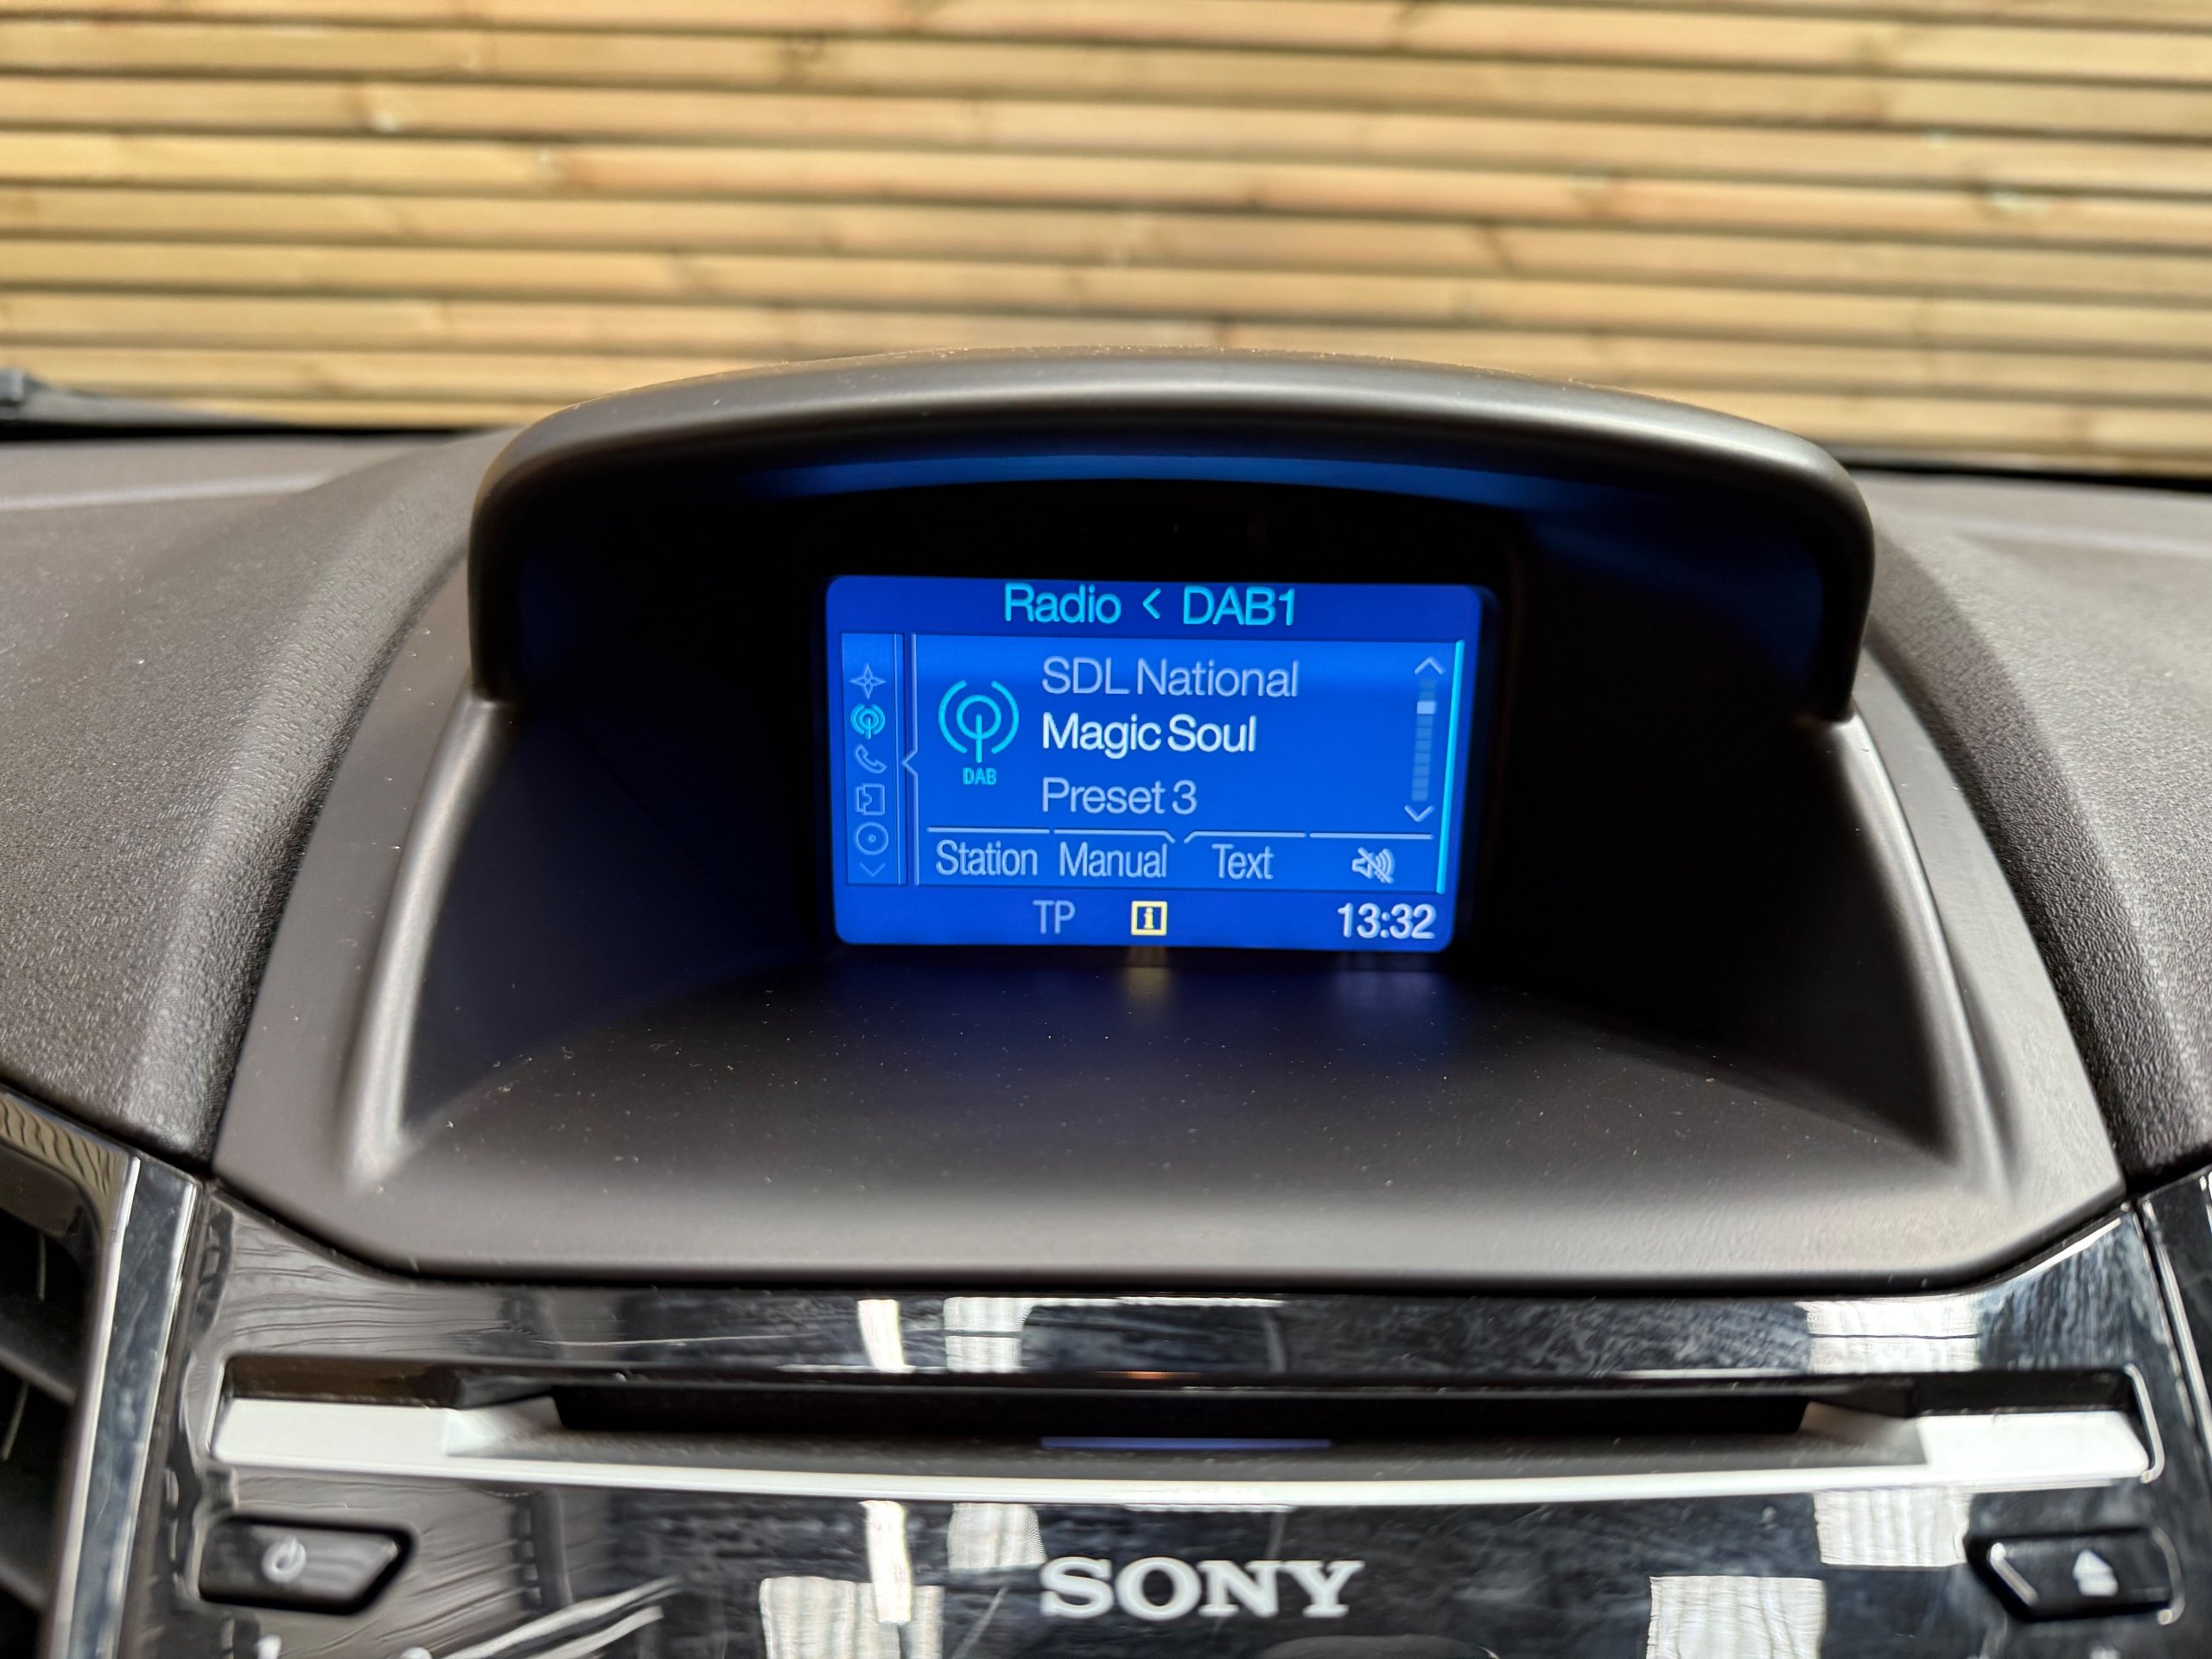 Radio < DAB1
SDL National
Magic Soul
DAB
Preset 3
Station Manual Text
TP i 13:32
SONY